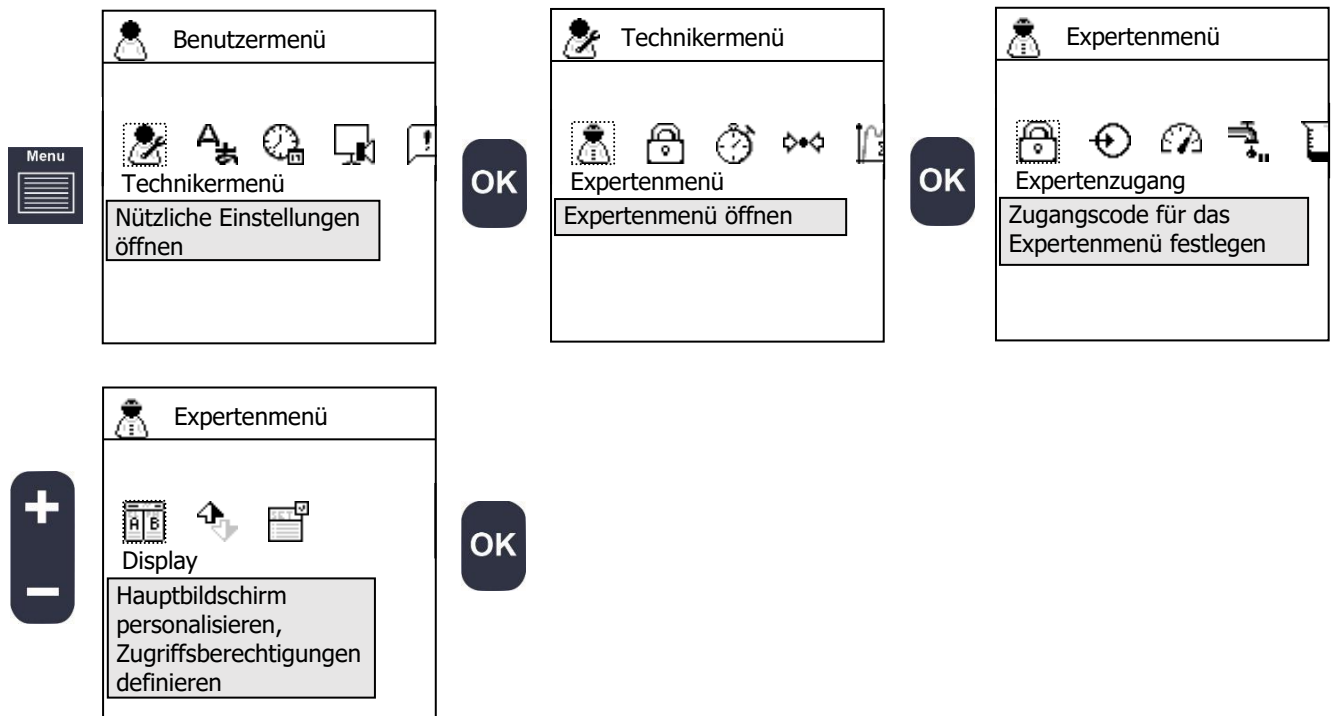 Menu
Benutzermenü
Technikermenü
Nützliche Einstellungen
öffnen
OK
Technikermenü
Expertenmenü
Expertenmenü öffnen
OK
Expertenmenü
Expertenzugang
Zugangscode für das
Expertenmenü festlegen
+
−
Expertenmenü
A B
Display
Hauptbildschirm
personalisieren,
Zugriffsberechtigungen
definieren
OK